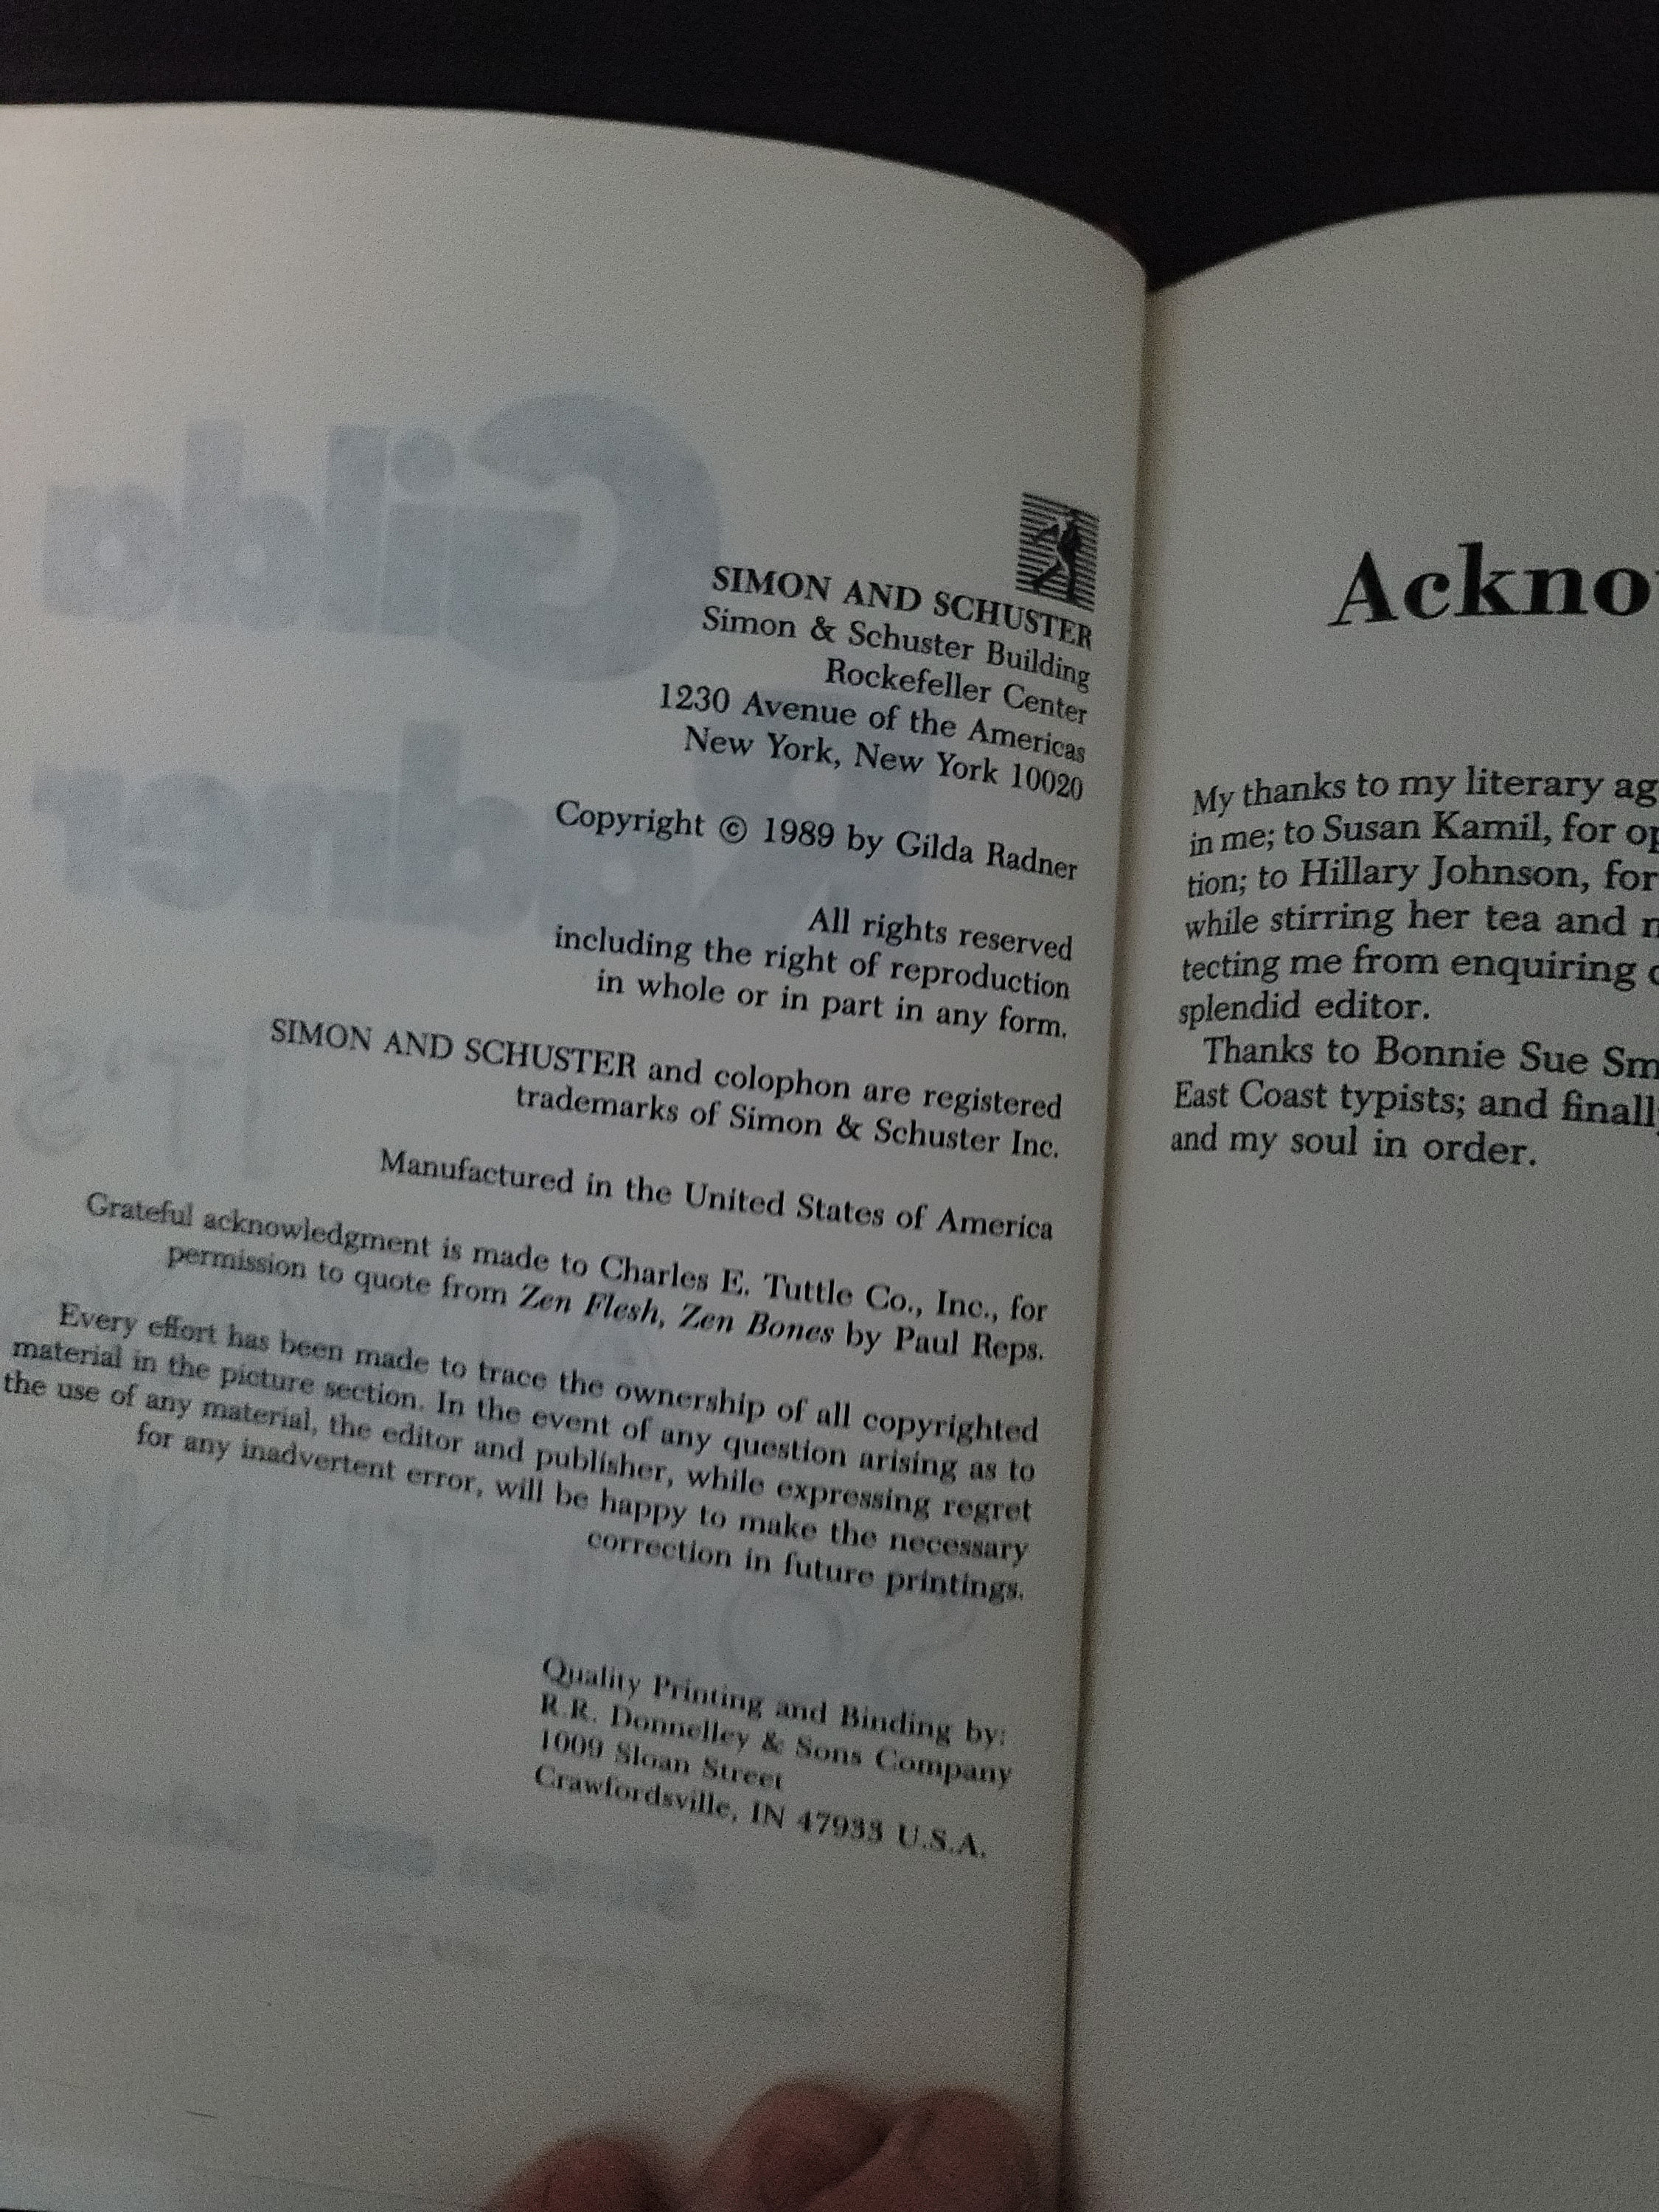 Gilda
Radner
IT'S
SIMON AND SCHUSTER
Simon & Schuster Building
Rockefeller Center
1230 Avenue of the Americas
New York, New York 10020
Copyright © 1989 by Gilda Radner
All rights reserved
including the right of reproduction
in whole or in part in any form.
SIMON AND SCHUSTER and colophon are registered
trademarks of Simon & Schuster Inc.
Manufactured in the United States of America
Grateful acknowledgment is made to Charles E. Tuttle Co., Inc., for
permission to quote from Zen Flesh, Zen Bones by Paul Reps.
Every effort has been made to trace the ownership of all copyrighted
material in the picture section. In the event of any question arising as to
the use of any material, the editor and publisher, while expressing regret
for any inadvertent error, will be happy to make the necessary
correction in future printings.
Quality Printing and Binding by:
R.R. Donnelley & Sons Company
1009 Sloan Street
Crawfordsville, IN 47933 U.S.A.
Ackno
My thanks to my literary ag
in me; to Susan Kamil, for op
tion; to Hillary Johnson, for
while stirring her tea and
tecting me from enquiring
splendid editor.
Thanks to Bonnie Sue Sm
East Coast typists; and finall
and my soul in order.